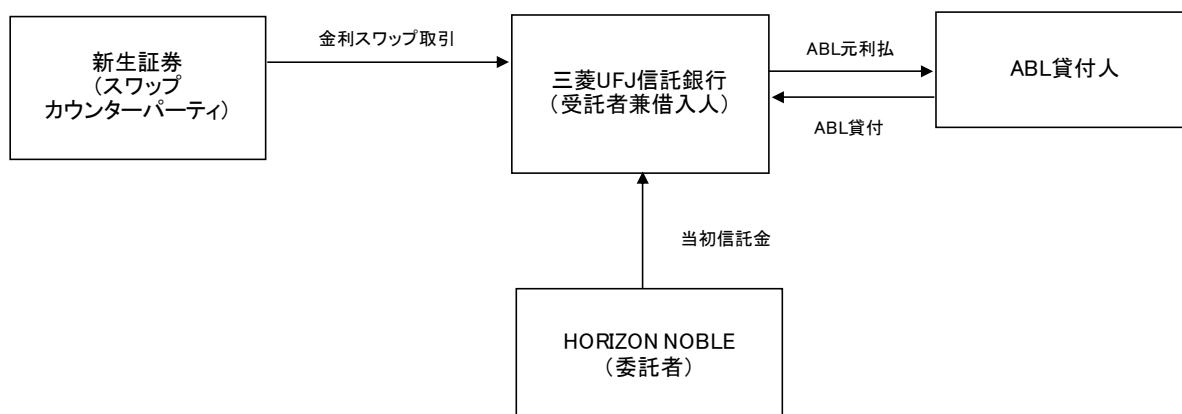 新生証券
(スワップ
カウンターパーティ)
金利スワップ取引
三菱UFJ信託銀行
(受託者兼借入人)
ABL元利払
ABL貸付
ABL貸付人
当初信託金
HORIZON NOBLE
(委託者)